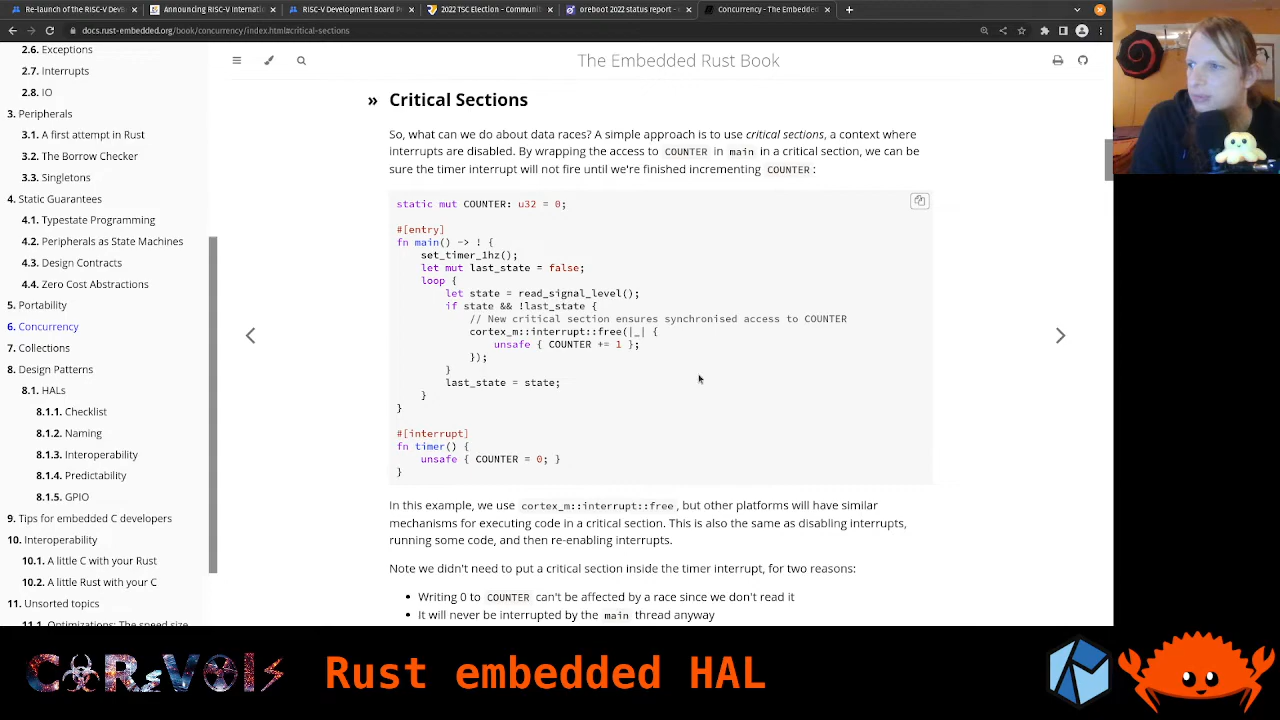 Re-launch of the RISC-V Deve
Announcing RISC-V Internatio
RISC-V Development Board P
2022 TSC Election - Communi
oreboot 2022 status report -
Concurrency - The Embedded
docs.rust-embedded.org/book/concurrency/index.html#critical-sections
2.6. Exceptions
2.7. Interrupts
2.8. IO
3. Peripherals
3.1. A first attempt in Rust
3.2. The Borrow Checker
3.3. Singletons
4. Static Guarantees
4.1. Typestate Programming
4.2. Peripherals as State Machines
4.3. Design Contracts
4.4. Zero Cost Abstractions
5. Portability
6. Concurrency
7. Collections
8. Design Patterns
8.1. HALs
8.1.1. Checklist
8.1.2. Naming
8.1.3. Interoperability
8.1.4. Predictability
8.1.5. GPIO
9. Tips for embedded C developers
10. Interoperability
10.1. A little C with your Rust
10.2. A little Rust with your C
11. Unsorted topics
11.1. Optimizations: The speed size
The Embedded Rust Book
» Critical Sections
So, what can we do about data races? A simple approach is to use critical sections, a context where
interrupts are disabled. By wrapping the access to COUNTER in main in a critical section, we can be
sure the timer interrupt will not fire until we're finished incrementing COUNTER:
static mut COUNTER: u32 = 0;
#[entry]
fn main() -> ! {
set_timer_1hz();
let mut last_state = false;
loop {
let state = read_signal_level();
if state && !last_state {
// New critical section ensures synchronised access to COUNTER
cortex_m::interrupt::free(|_| {
unsafe { COUNTER += 1 };
});
}
last_state = state;
}
}
#[interrupt]
fn timer() {
unsafe { COUNTER = 0; }
}
In this example, we use cortex_m::interrupt::free, but other platforms will have similar
mechanisms for executing code in a critical section. This is also the same as disabling interrupts,
running some code, and then re-enabling interrupts.
Note we didn't need to put a critical section inside the timer interrupt, for two reasons:
• Writing 0 to COUNTER can't be affected by a race since we don't read it
• It will never be interrupted by the main thread anyway
Rust embedded HAL